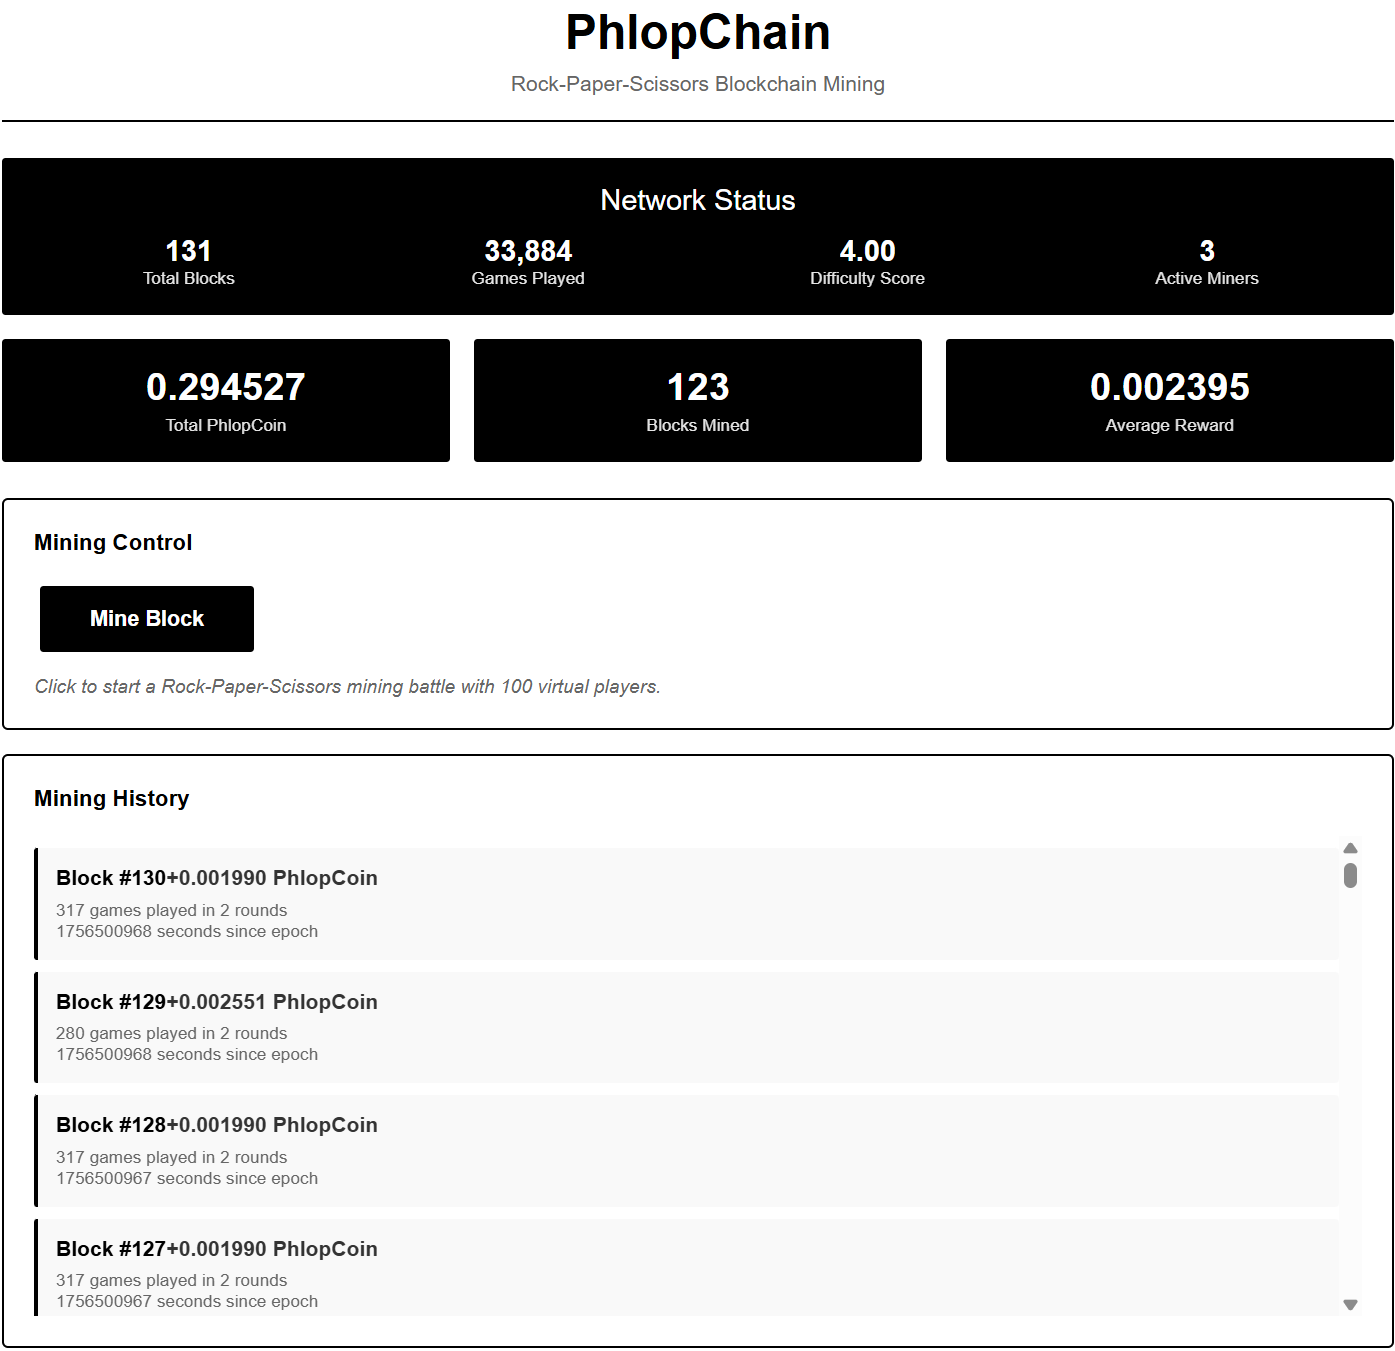 PhlopChain
Rock-Paper-Scissors Blockchain Mining
Network Status
131
Total Blocks
33,884
Games Played
4.00
Difficulty Score
3
Active Miners
0.294527
Total PhlopCoin
123
Blocks Mined
0.002395
Average Reward
Mining Control
Mine Block
Click to start a Rock-Paper-Scissors mining battle with 100 virtual players.
Mining History
Block #130+0.001990 PhlopCoin
317 games played in 2 rounds
1756500968 seconds since epoch
Block #129+0.002551 PhlopCoin
280 games played in 2 rounds
1756500968 seconds since epoch
Block #128+0.001990 PhlopCoin
317 games played in 2 rounds
1756500967 seconds since epoch
Block #127+0.001990 PhlopCoin
317 games played in 2 rounds
1756500967 seconds since epoch